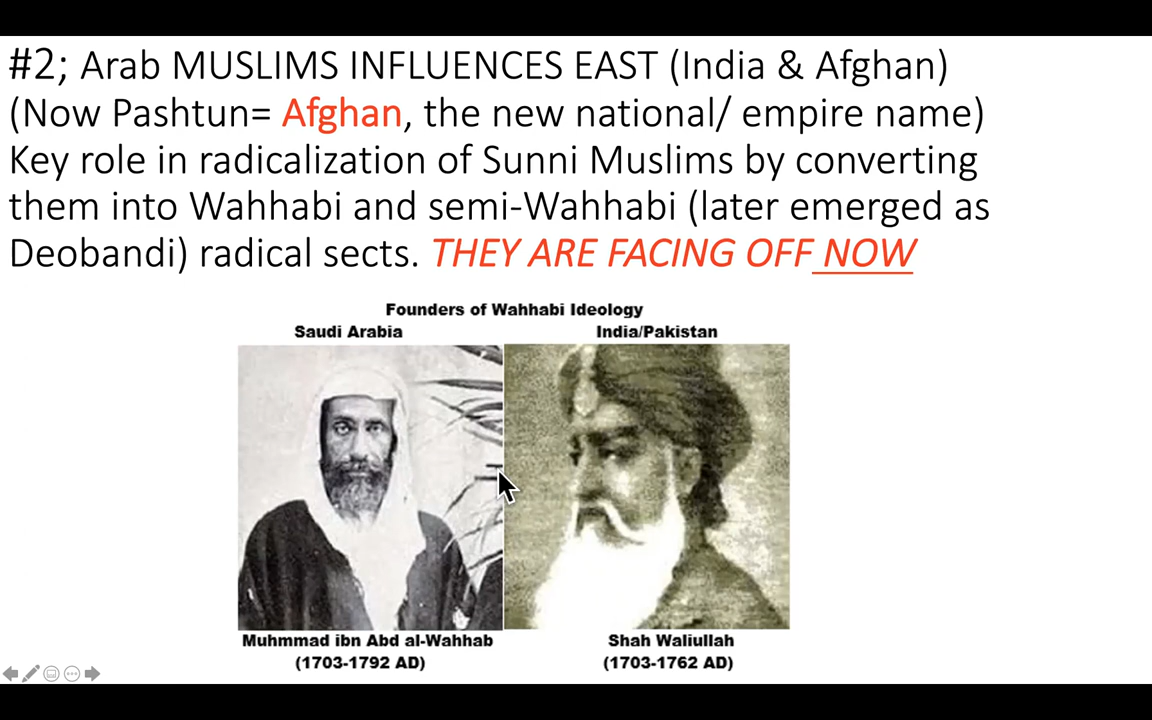 #2; Arab MUSLIMS INFLUENCES EAST (India & Afghan)
(Now Pashtun= Afghan, the new national/ empire name)
Key role in radicalization of Sunni Muslims by converting
them into Wahhabi and semi-Wahhabi (later emerged as
Deobandi) radical sects. THEY ARE FACING OFF NOW
Founders of Wahhabi Ideology
Saudi Arabia
India/Pakistan
Muhmmad ibn Abd al-Wahhab
(1703-1792 AD)
Shah Waliullah
(1703-1762 AD)